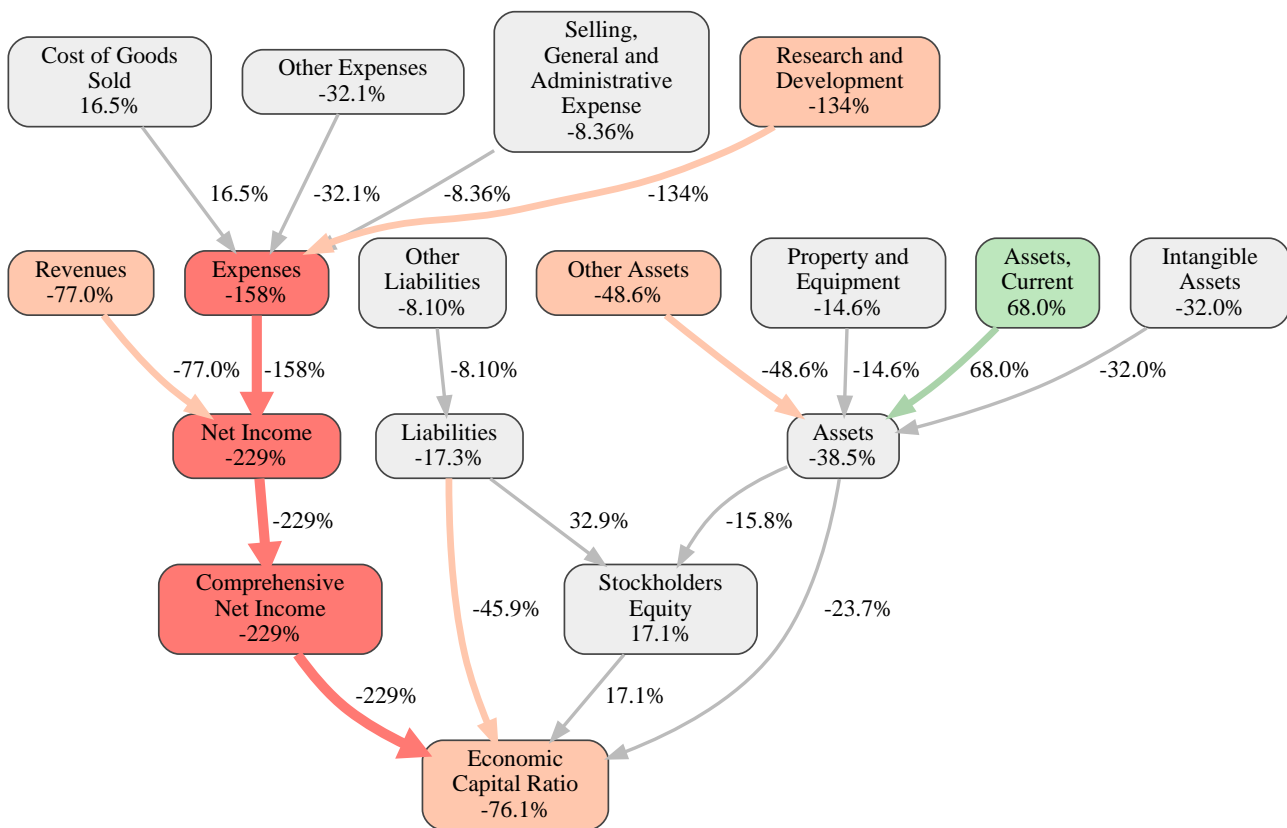 Cost of Goods
Sold
16.5%
Other Expenses
-32.1%
Selling,
General and
Administrative
Expense
-8.36%
Research and
Development
-134%
16.5%
-32.1%
-8.36%
-134%
Revenues
-77.0%
Expenses
-158%
Other
Liabilities
-8.10%
Other Assets
-48.6%
Property and
Equipment
-14.6%
Assets,
Current
68.0%
Intangible
Assets
-32.0%
-77.0%
-158%
-8.10%
-48.6%
-14.6%
68.0%
-32.0%
Net Income
-229%
Liabilities
-17.3%
Assets
-38.5%
-229%
32.9%
-15.8%
Comprehensive
Net Income
-229%
-45.9%
Stockholders
Equity
17.1%
-23.7%
-229%
17.1%
Economic
Capital Ratio
-76.1%